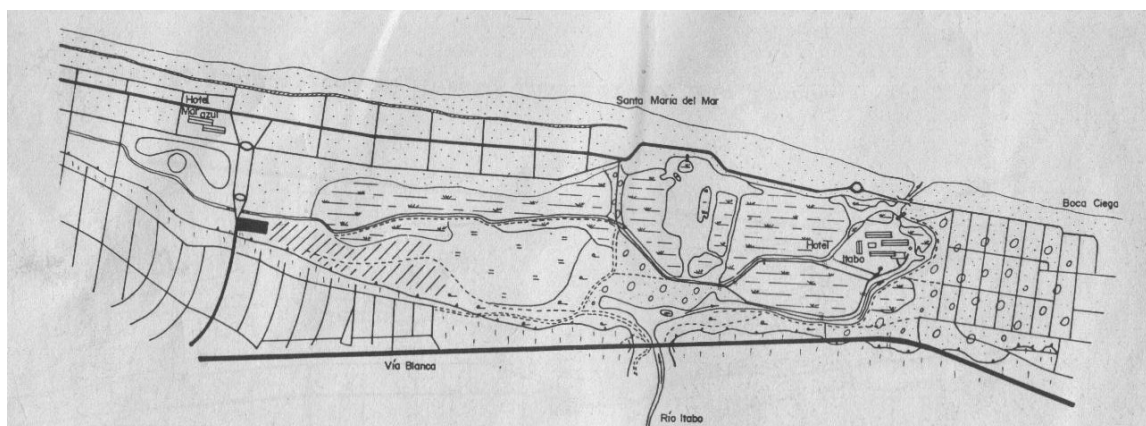 Hotel
Mar azul
Santa María del Mar
Boca Ciega
Hotel
Itabo
Vía Blanca
Río Itabo